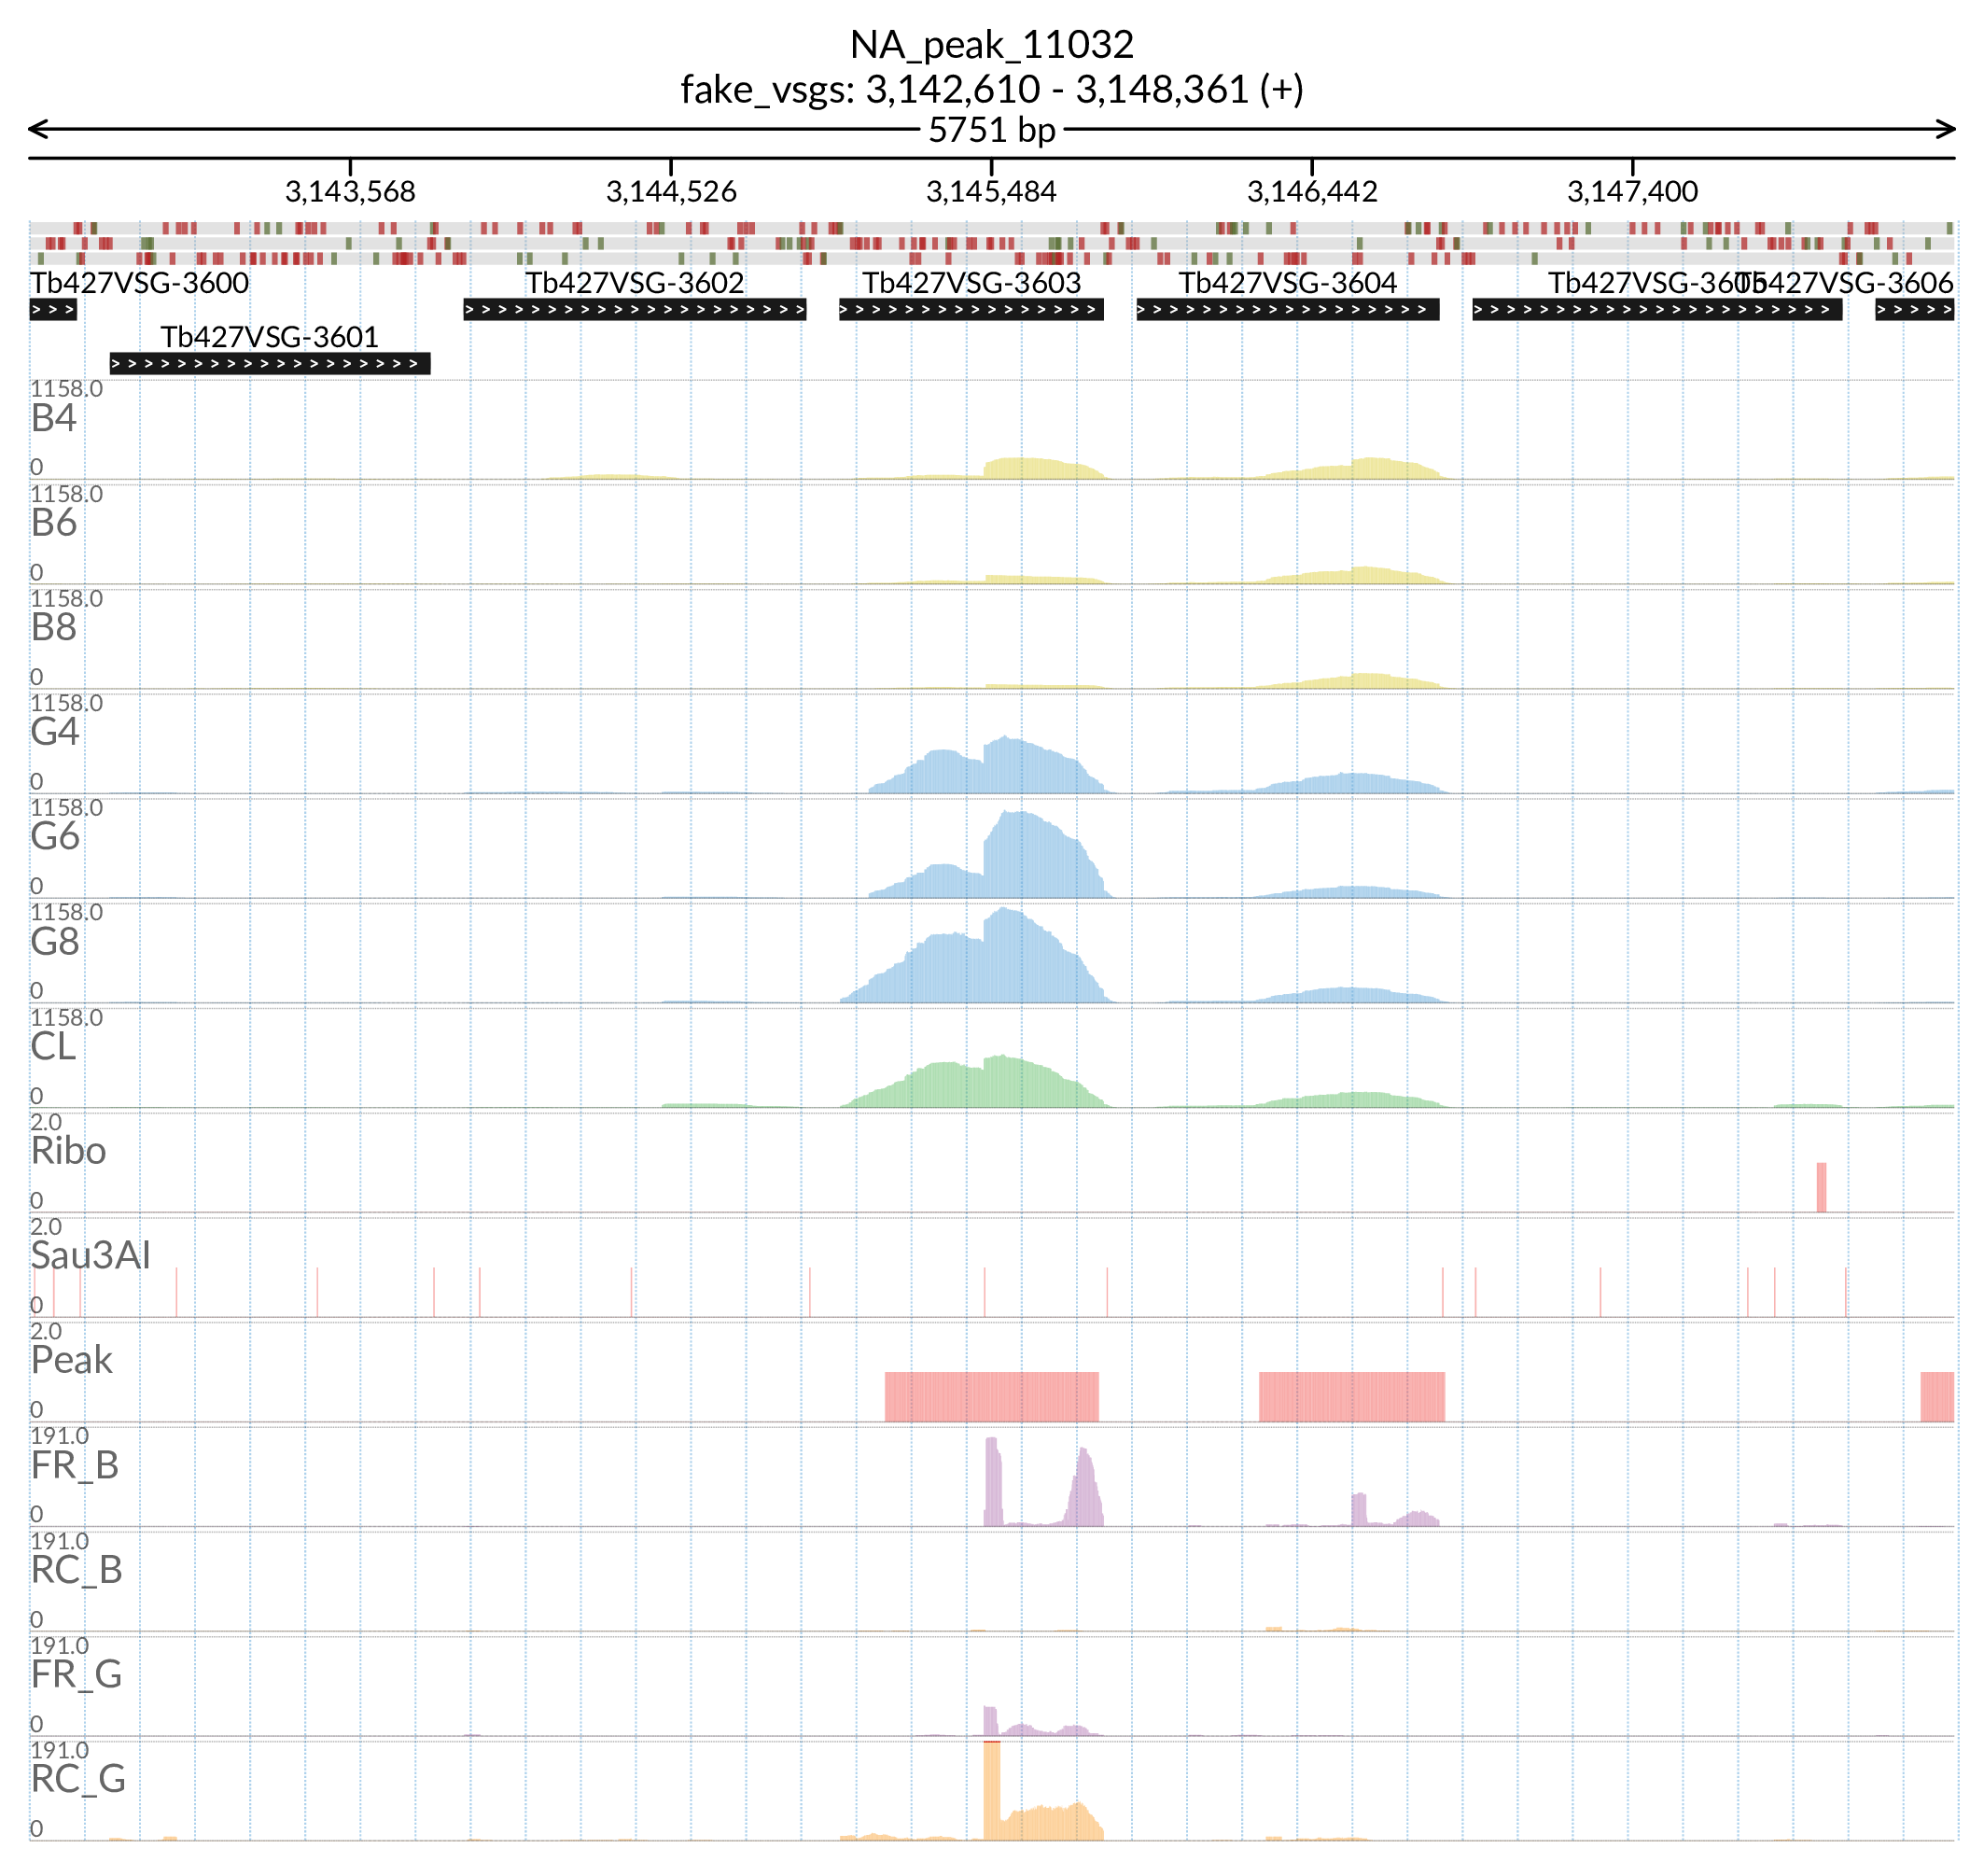 NA_peak_11032
fake_vsgs: 3,142,610 - 3,148,361 (+)
5751 bp
3,143,568 3,144,526 3,145,484 3,146,442 3,147,400
Tb427VSG-3600 Tb427VSG-3602 Tb427VSG-3603 Tb427VSG-3604 Tb427VSG-3605 Tb427VSG-3606
Tb427VSG-3601
1158.0
B4
0
1158.0
B6
0
1158.0
B8
0
1158.0
G4
0
1158.0
G6
0
1158.0
G8
0
1158.0
CL
0
2.0
Ribo
0
2.0
Sau3AI
0
2.0
Peak
0
191.0
FR_B
0
191.0
RC_B
0
191.0
FR_G
0
191.0
RC_G
0